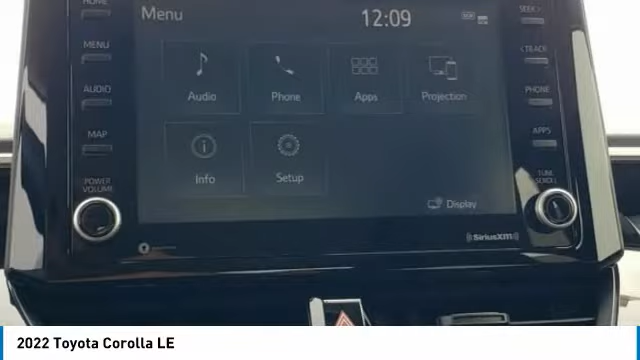 HOME
MENU
AUDIO
MAP
POWER
VOLUME
Menu
12:09
Audio
Phone
Apps
Projection
Info
Setup
Display
SiriusXM
SEEK >
< TRACK
PHONE
APPS
TUNE
SCROLL
2022 Toyota Corolla LE